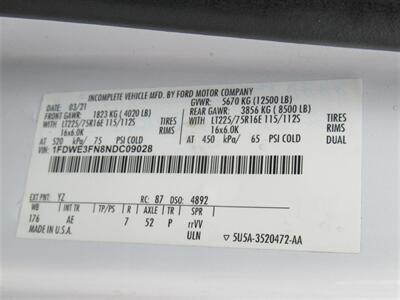 INCOMPLETE VEHICLE MFD. BY FORD MOTOR COMPANY
DATE: 03/21 GVWR: 5670 KG (12500 LB)
FRONT GAWR: 1823 KG (4020 LB) REAR GAWR: 3856 KG (8500 LB)
WITH LT225/75R16E 115/112S TIRES WITH LT225/75R16E 115/112S TIRES
16x6.0K RIMS 16x6.0K RIMS
AT 520 kPa/ 75 PSI COLD AT 450 kPa/ 65 PSI COLD DUAL
VIN: 1FDWE3FN8NDC09028
EXT PNT: YZ RC: 87 DSO: 4892
WB INT TR TP/PS R AXLE TR SPR
176 AE 7 52 P rrVV
MADE IN U.S.A. ULN ▽ 5U5A-3520472-AA